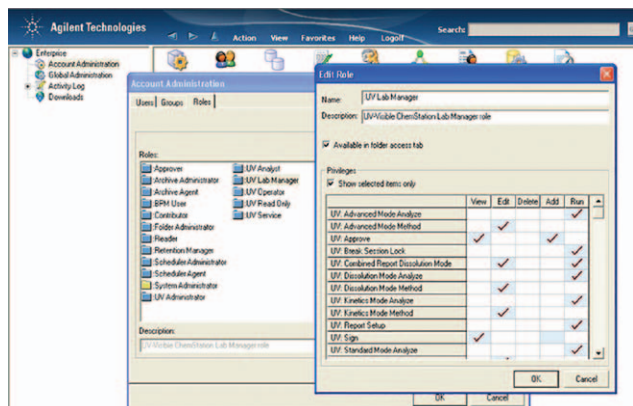 Agilent Technologies
Action View Favorites Help Logoff
Search:
Enterprise
Account Administration
Global Administration
Activity Log
Downloads
Account Administration
Users Groups Roles
Roles:
:Approver
:Archive Administrator
:Archive Agent
:BPM User
:Contributor
:Folder Administrator
:Reader
:Retention Manager
:Scheduler Administrator
:Scheduler Agent
:System Administrator
:UV Administrator
:UV Analyst
:UV Lab Manager
:UV Operator
:UV Read Only
:UV Service
Description:
UV-Visible ChemStation Lab Manager role
OK Cancel
Edit Role
Name: :UV Lab Manager
Description: UV-Visible ChemStation Lab Manager role
Available in folder access tab
Privileges
Show selected items only
View Edit Delete Add Run
UV: Advanced Mode Analyze
UV: Advanced Mode Method
UV: Approve
UV: Break Session Lock
UV: Combined Report Dissolution Mode
UV: Dissolution Mode Analyze
UV: Dissolution Mode Method
UV: Kinetics Mode Analyze
UV: Kinetics Mode Method
UV: Report Setup
UV: Sign
UV: Standard Mode Analyze
OK Cancel